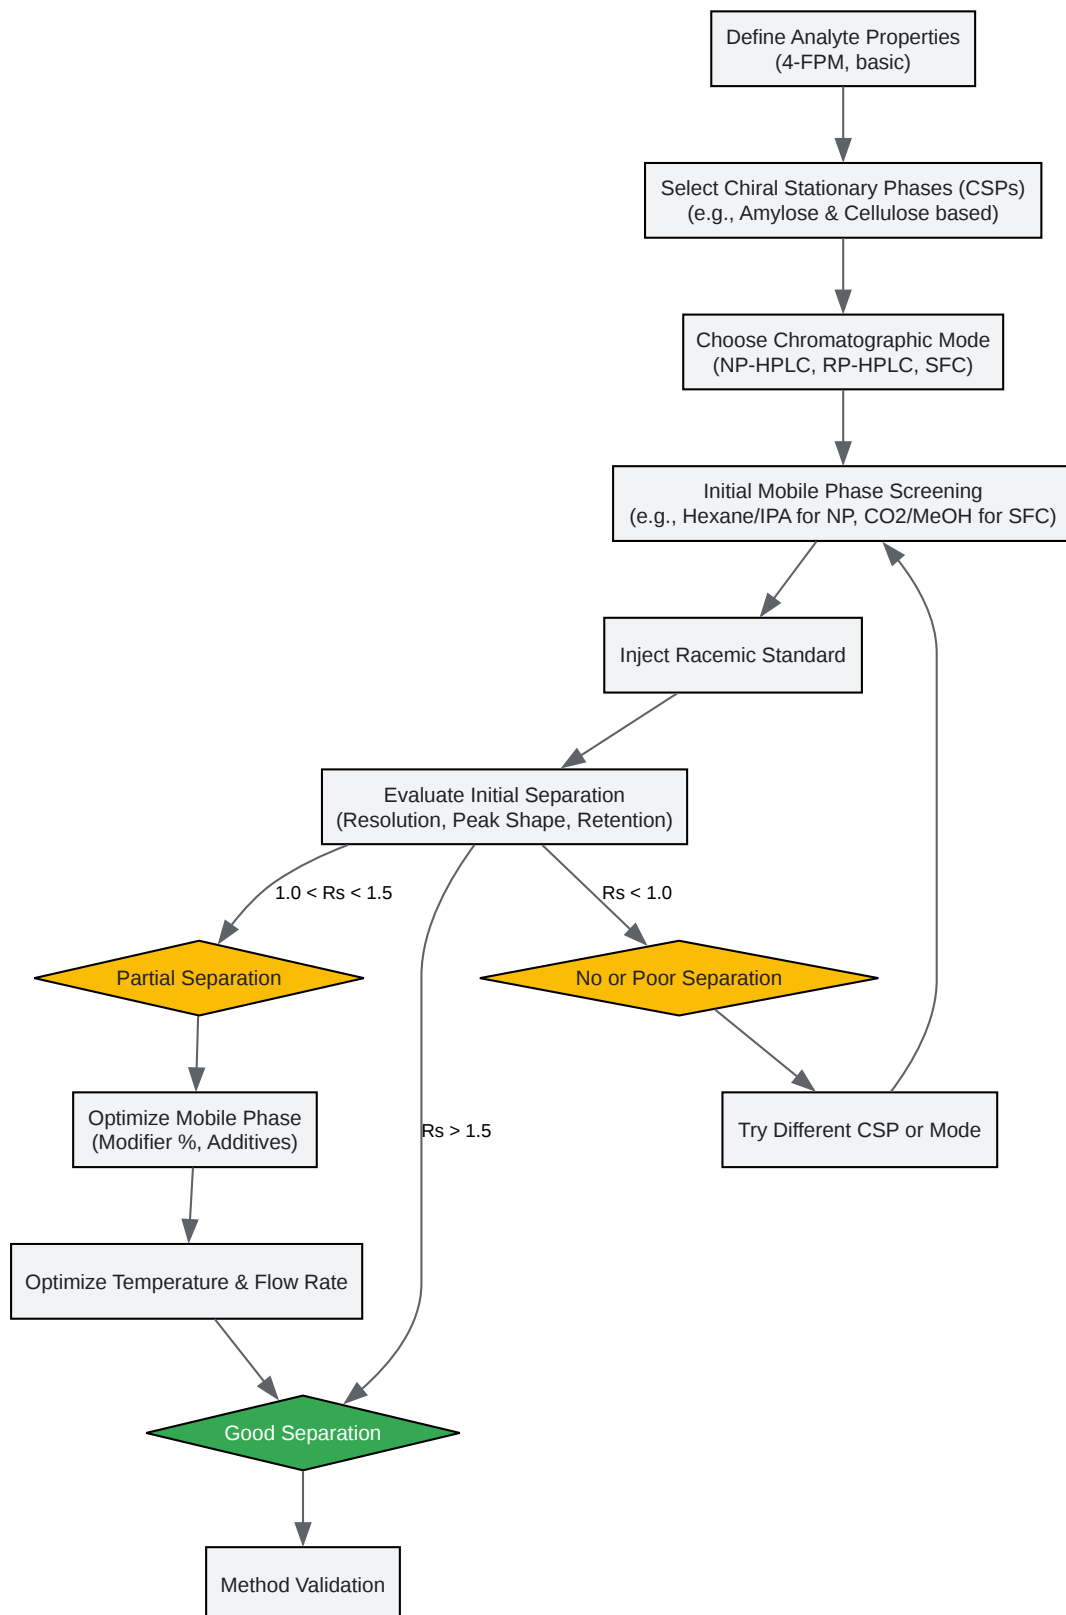 Define Analyte Properties
(4-FPM, basic)
Select Chiral Stationary Phases (CSPs)
(e.g., Amylose & Cellulose based)
Choose Chromatographic Mode
(NP-HPLC, RP-HPLC, SFC)
Initial Mobile Phase Screening
(e.g., Hexane/IPA for NP, CO2/MeOH for SFC)
Inject Racemic Standard
Evaluate Initial Separation
(Resolution, Peak Shape, Retention)
1.0 < Rs < 1.5
Rs < 1.0
Partial Separation
No or Poor Separation
Optimize Mobile Phase
(Modifier %, Additives)
Rs > 1.5
Try Different CSP or Mode
Optimize Temperature & Flow Rate
Good Separation
Method Validation